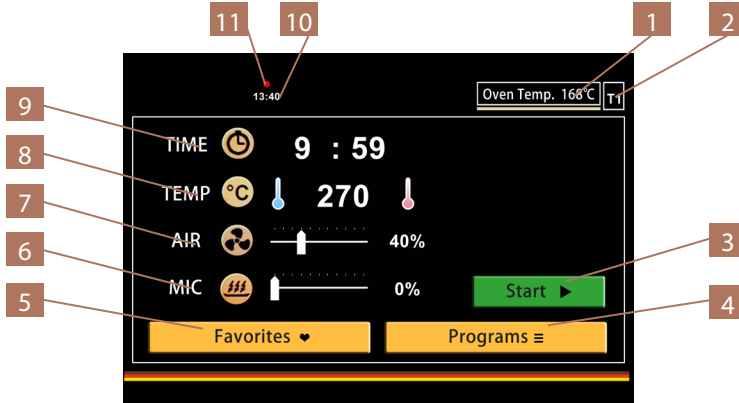 11 10 1 2
13:40
Oven Temp. 168°C T1
9 TIME 9 : 59
8 TEMP °C 270
7 AIR 40%
6 MIC 0%
3 Start
5 Favorites
4 Programs